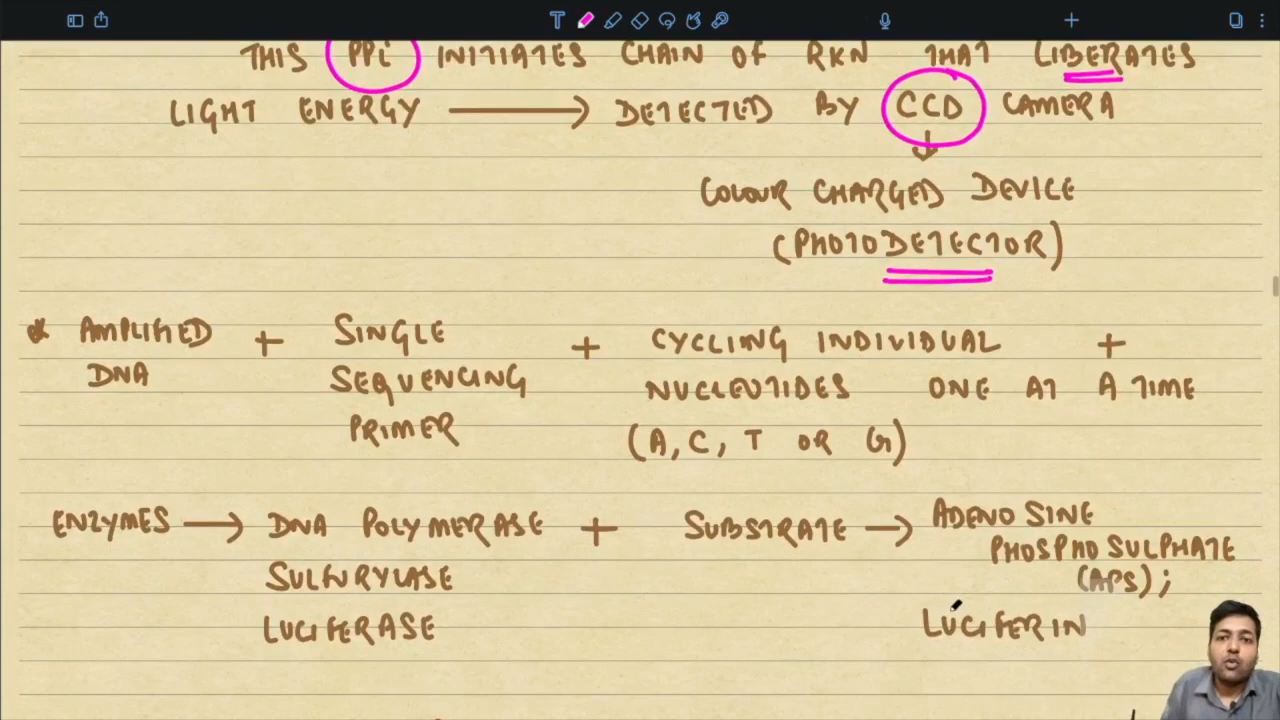 THIS PPi INITIATES CHAIN OF RXN THAT LIBERATES
LIGHT ENERGY → DETECTED BY CCD CAMERA
↓
COLOUR CHARGED DEVICE
(PHOTODETECTOR)
* AMPLIFIED DNA + SINGLE SEQUENCING PRIMER + CYCLING INDIVIDUAL NUCLEOTIDES ONE AT A TIME (A, C, T OR G) +
ENZYMES → DNA POLYMERASE
SULFURYLASE
LUCIFERASE
+ SUBSTRATE → ADENOSINE
PHOSPHOSULPHATE
(APS);
LUCIFERIN